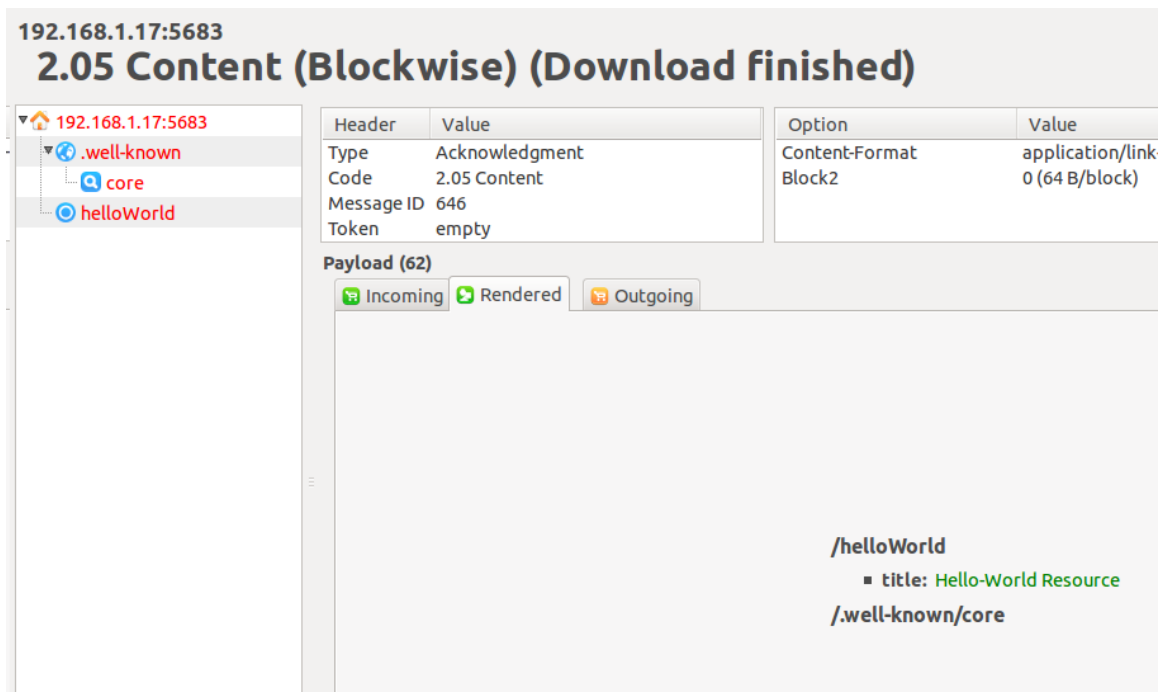 192.168.1.17:5683
2.05 Content (Blockwise) (Download finished)
192.168.1.17:5683
.well-known
core
helloWorld
Header Value
Type Acknowledgment
Code 2.05 Content
Message ID 646
Token empty
Option Value
Content-Format application/link-
Block2 0 (64 B/block)
Payload (62)
Incoming Rendered Outgoing
/helloWorld
title: Hello-World Resource
/.well-known/core